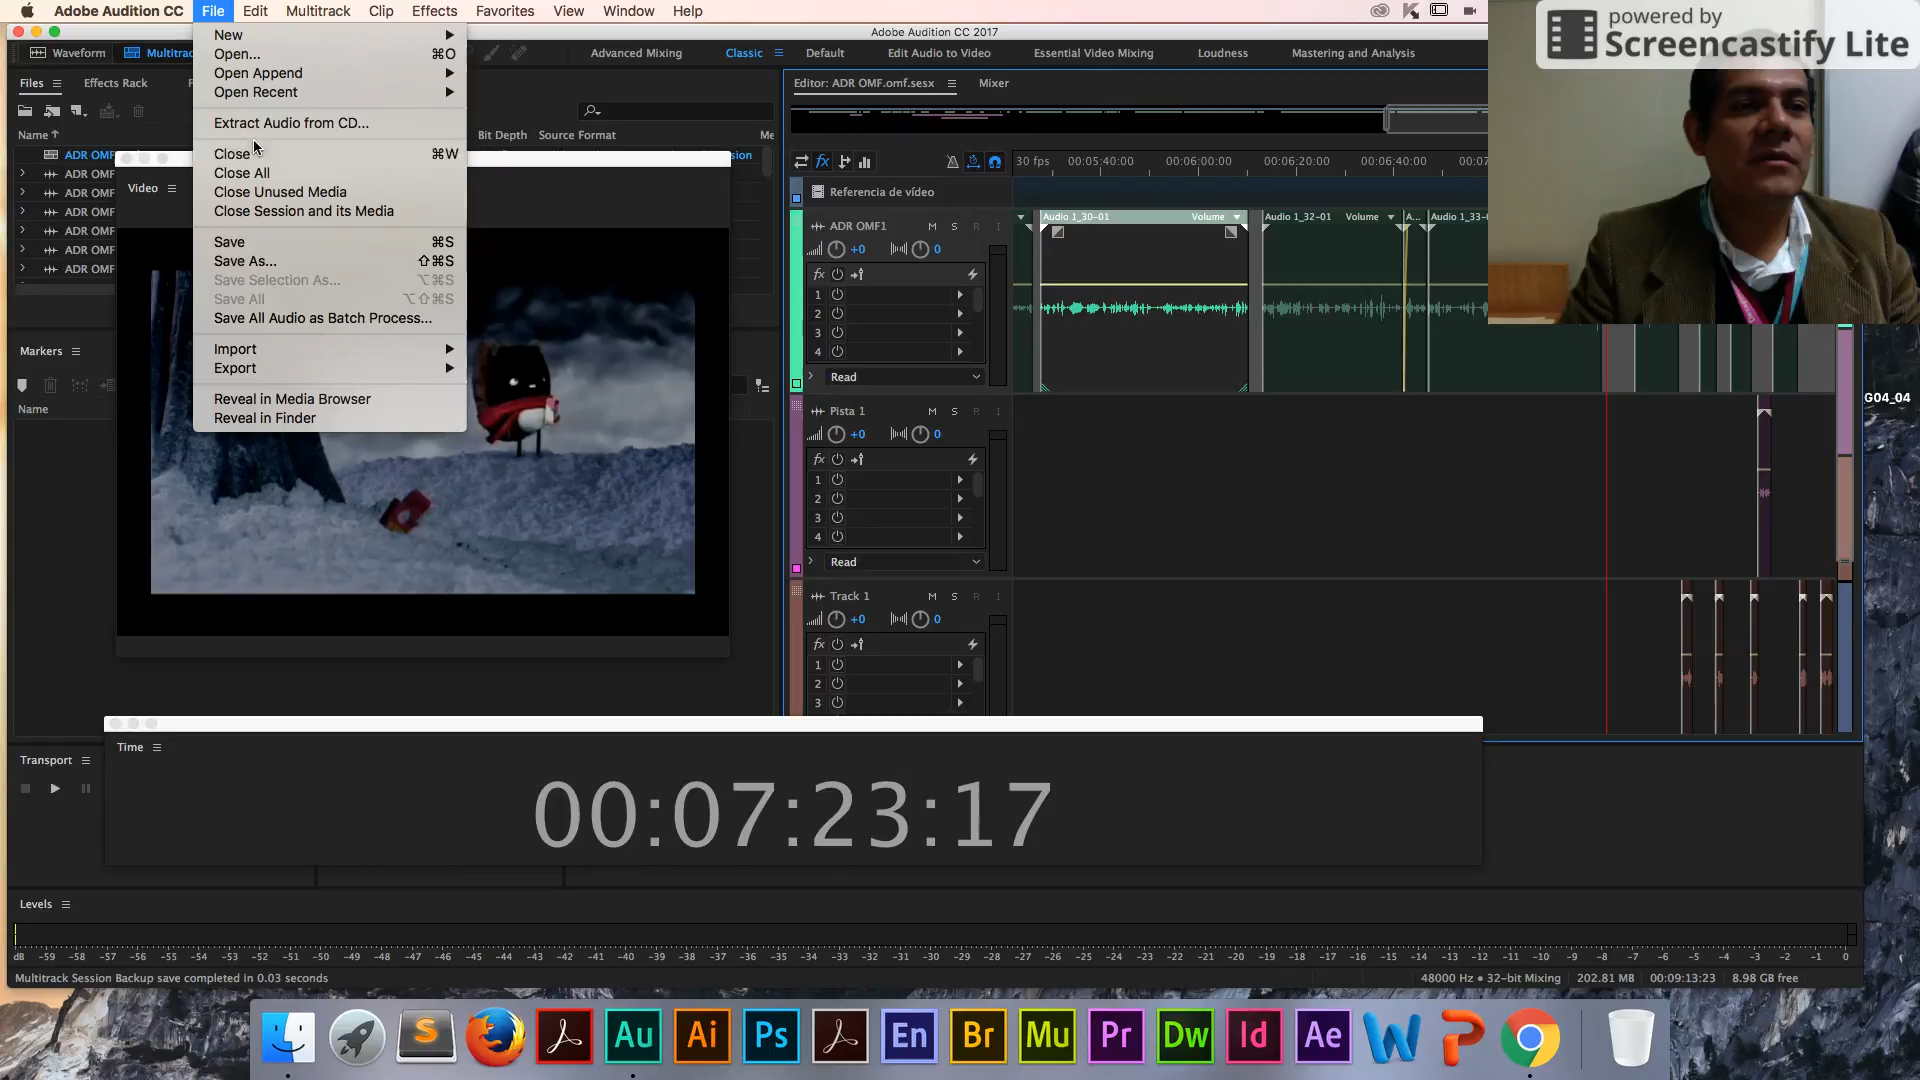 Adobe Audition CC File Edit Multitrack Clip Effects Favorites View Window Help
powered by
Screencastify Lite
Adobe Audition CC 2017
Waveform
Advanced Mixing Classic Default Edit Audio to Video Essential Video Mixing Loudness Mastering and Analysis
Files Effects Rack
Name
Bit Depth Source Format
ADR OMF
ADR OMF
ADR OMF
ADR OMF
ADR OMF
ADR OMF
ADR OMF
New
Open... ⌘O
Open Append
Open Recent
Extract Audio from CD...
Close ⌘W
Close All
Close Unused Media
Close Session and its Media
Save ⌘S
Save As... ⇧⌘S
Save Selection As... ⌥⌘S
Save All ⌥⇧⌘S
Save All Audio as Batch Process...
Import
Export
Reveal in Media Browser
Reveal in Finder
Video
Markers
Name
Editor: ADR OMF.omf.sesx Mixer
30 fps 00:05:40:00 00:06:00:00 00:06:20:00 00:06:40:00
Referencia de vídeo
ADR OMF1 M S R I
+0 0
fx
1
2
3
4
Read
Audio 1_30-01 Volume Audio 1_32-01 Volume A... Audio 1_33-
G04_04
Pista 1 M S R I
+0 0
fx
1
2
3
4
Read
Track 1 M S R I
+0 0
fx
1
2
3
Transport
Time
00:07:23:17
Levels
dB -59 -58 -57 -56 -55 -54 -53 -52 -51 -50 -49 -48 -47 -46 -45 -44 -43 -42 -41 -40 -39 -38 -37 -36 -35 -34 -33 -32 -31 -30 -29 -28 -27 -26 -25 -24 -23 -22 -21 -20 -19 -18 -17 -16 -15 -14 -13 -12 -11 -10 -9 -8 -7 -6 -5 -4 -3 -2 -1 0
Multitrack Session Backup save completed in 0.03 seconds
48000 Hz • 32-bit Mixing 202.81 MB 00:09:13:23 8.98 GB free
S Au Ai Ps En Br Mu Pr Dw Id Ae W P